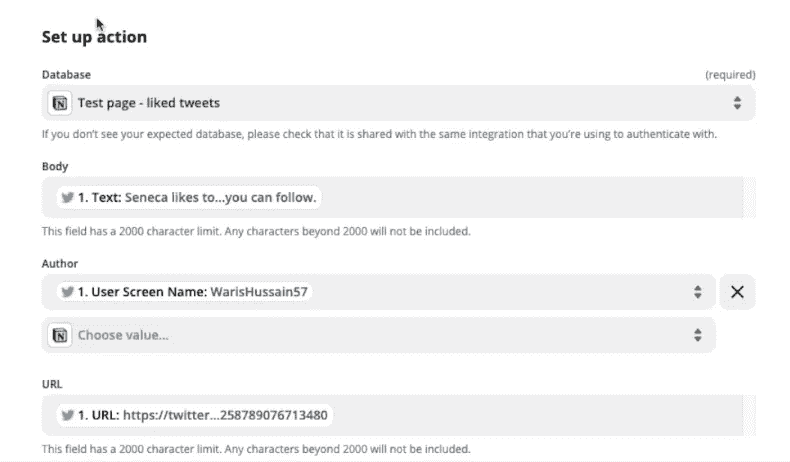 Set up action
Database (required)
Test page - liked tweets
If you don't see your expected database, please check that it is shared with the same integration that you're using to authenticate with.
Body
1. Text: Seneca likes to...you can follow.
This field has a 2000 character limit. Any characters beyond 2000 will not be included.
Author
1. User Screen Name: WarisHussain57
Choose value...
URL
1. URL: https://twitter...258789076713480
This field has a 2000 character limit. Any characters beyond 2000 will not be included.